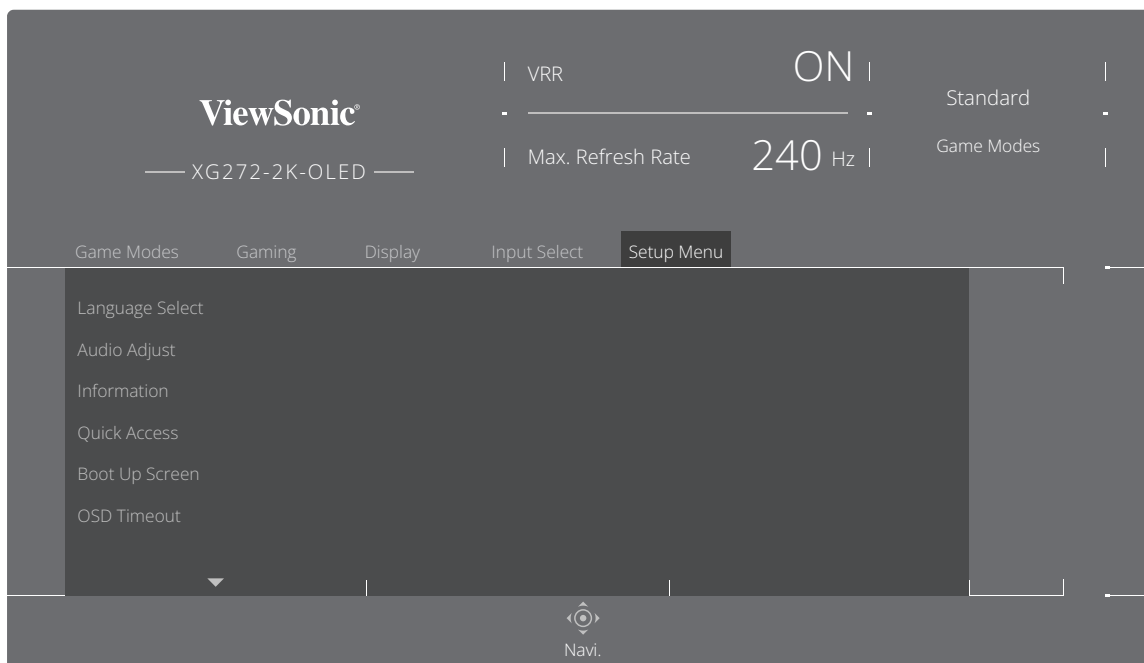 ViewSonic®
XG272-2K-OLED
VRR ON
Max. Refresh Rate 240 Hz
Standard
Game Modes
Game Modes Gaming Display Input Select Setup Menu
Language Select
Audio Adjust
Information
Quick Access
Boot Up Screen
OSD Timeout
Navi.